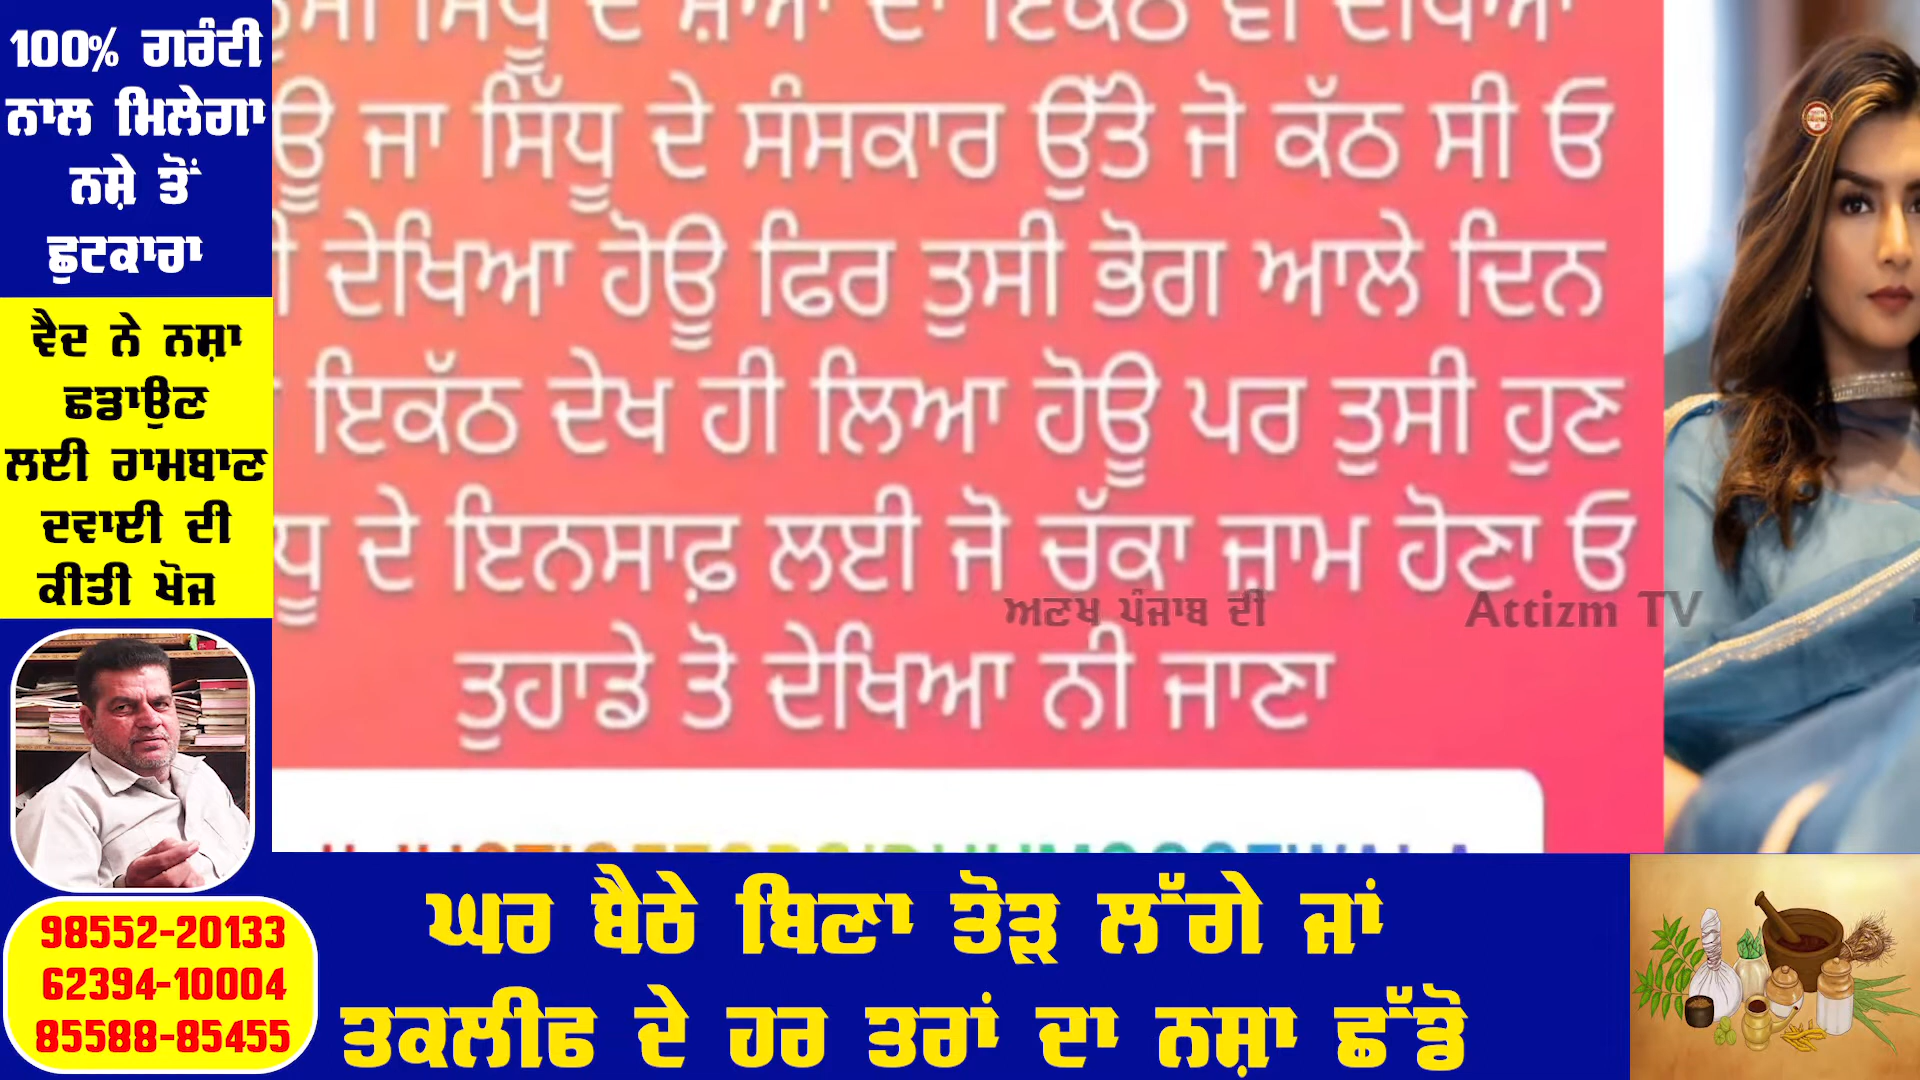 100% ਗਰੰਟੀ
ਨਾਲ ਮਿਲੇਗਾ
ਨਸ਼ੇ ਤੋਂ
ਛੁਟਕਾਰਾ
ਵੈਦ ਨੇ ਨਸ਼ਾ
ਛਡਾਉਣ
ਲਈ ਰਾਮਬਾਣ
ਦਵਾਈ ਦੀ
ਕੀਤੀ ਖੋਜ
98552-20133
62394-10004
85588-85455
ਸਿੱਧੂ ਦੇ ਸ਼ੋਆਂ ਦਾ ਇਕੱਠ ਵੀ ਦੇਖਿਆ
ਜਾ ਸਿੱਧੂ ਦੇ ਸੰਸਕਾਰ ਉੱਤੇ ਜੋ ਕੱਠ ਸੀ ਓ
ਦੇਖਿਆ ਹੋਊ ਫਿਰ ਤੁਸੀ ਭੋਗ ਆਲੇ ਦਿਨ
ਇਕੱਠ ਦੇਖ ਹੀ ਲਿਆ ਹੋਊ ਪਰ ਤੁਸੀ ਹੁਣ
ਦੇ ਇਨਸਾਫ਼ ਲਈ ਜੋ ਚੱਕਾ ਜ਼ਾਮ ਹੋਣਾ ਓ
ਤੁਹਾਡੇ ਤੋ ਦੇਖਿਆ ਨੀ ਜਾਣਾ
ਅਣਖ ਪੰਜਾਬ ਦੀ Attizm TV
ਘਰ ਬੈਠੇ ਬਿਣਾ ਤੋੜ ਲੱਗੇ ਜਾਂ
ਤਕਲੀਫ ਦੇ ਹਰ ਤਰਾਂ ਦਾ ਨਸ਼ਾ ਛੱਡੋ